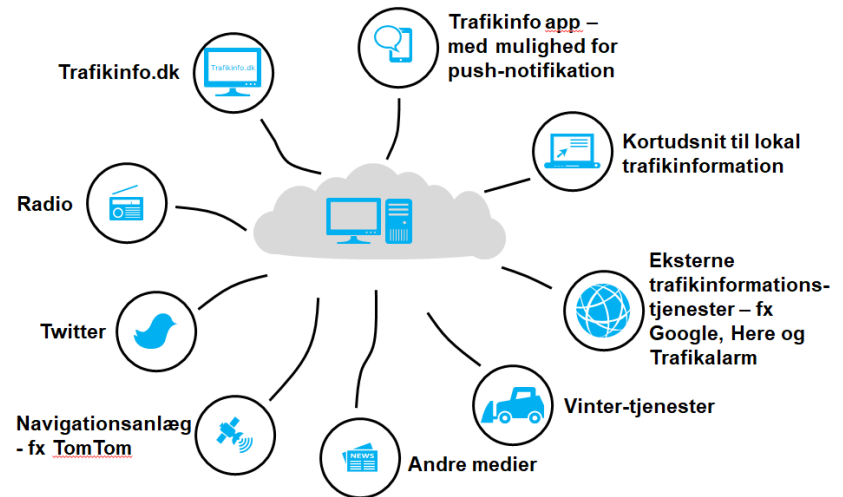 Trafikinfo app –
med mulighed for
push-notifikation
Trafikinfo.dk
Trafikinfo.dk
Kortudsnit til lokal
trafikinformation
Radio
Eksterne
trafikinformations-
tjenester – fx
Google, Here og
Trafikalarm
Twitter
Vinter-tjenester
Navigationsanlæg
- fx TomTom
NEWS
Andre medier